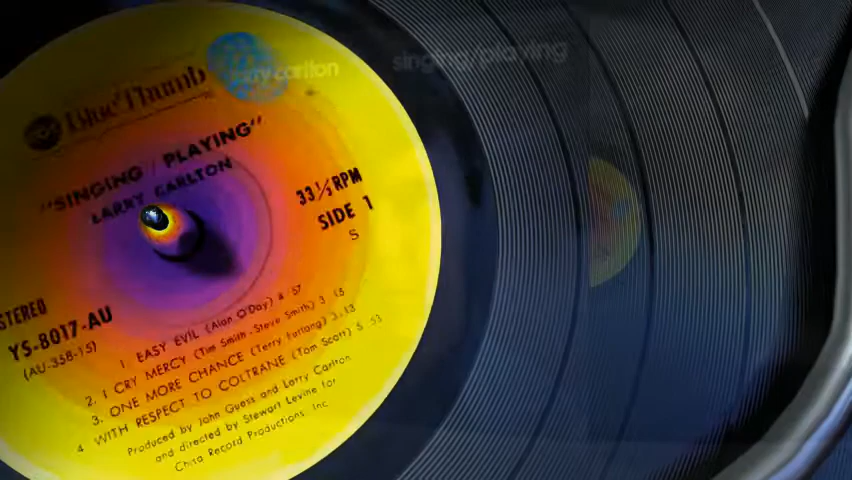 singing/playing
larry carlton
Blue Thumb
"SINGING / PLAYING"
LARRY CARLTON
33⅓ RPM
SIDE 1
S
STEREO
YS-8017-AU
(AU-358-1S)
1. EASY EVIL (Alan O'Day) 4:57
2. I CRY MERCY (Tim Smith-Steve Smith) 3:13
3. ONE MORE CHANCE (Terry Furlong) 3:13
4. WITH RESPECT TO COLTRANE (Tom Scott) 5:53
Produced by John Guess and Larry Carlton
and directed by Stewart Levine for
Chisa Record Productions, Inc.